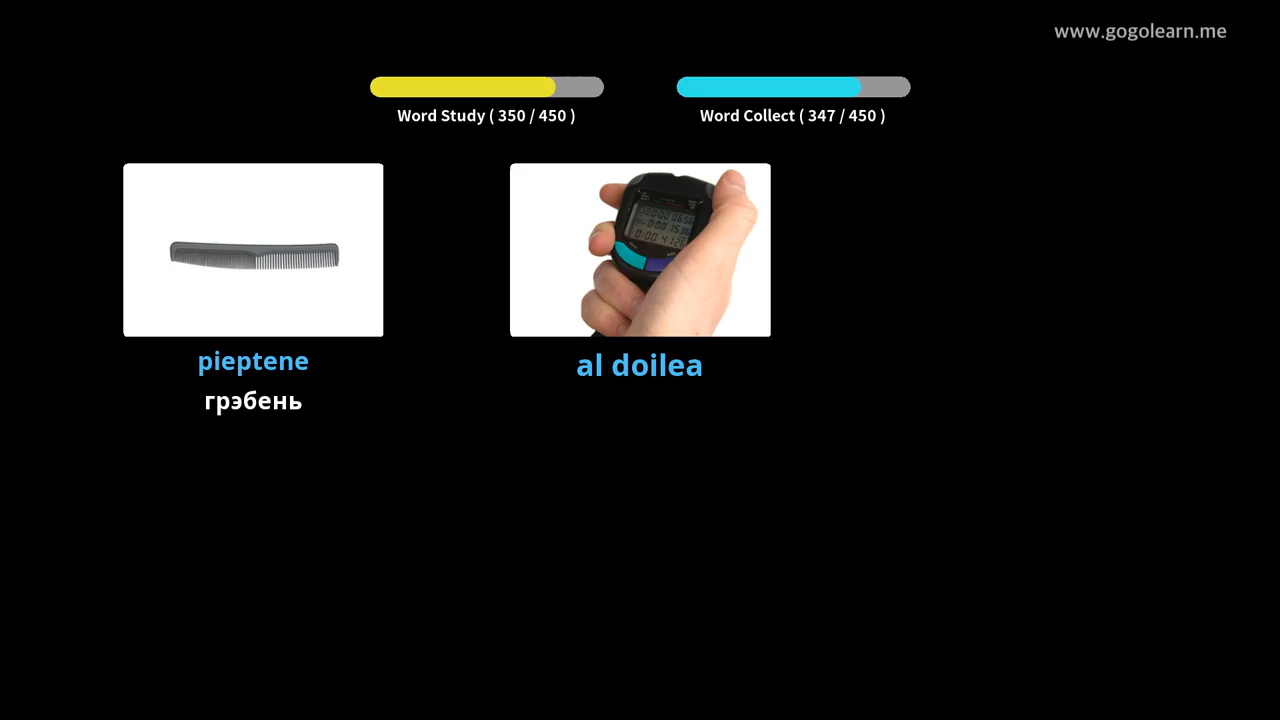 www.gogolearn.me
Word Study ( 350 / 450 )
Word Collect ( 347 / 450 )
pieptene
грэбень
al doilea